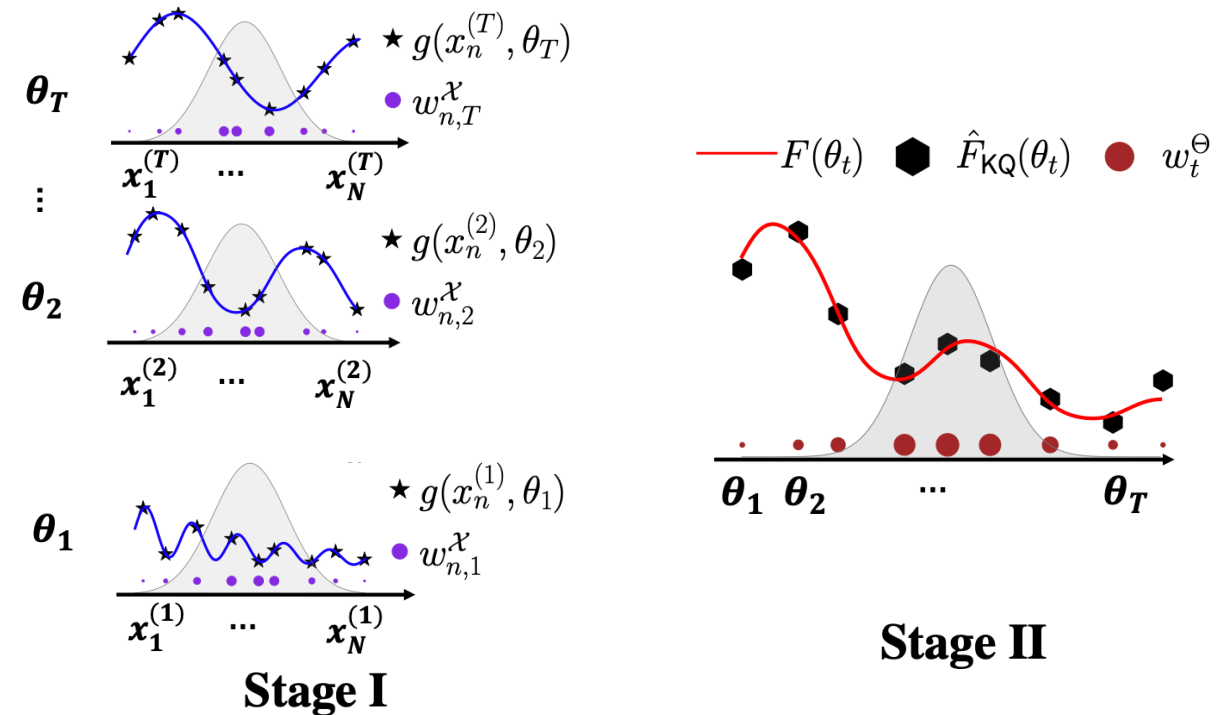 θ_T
★ g(x_n^{(T)}, θ_T)
● w_{n,T}^𝒳
x_1^{(T)} ... x_N^{(T)}
⋮
θ_2
★ g(x_n^{(2)}, θ_2)
● w_{n,2}^𝒳
x_1^{(2)} ... x_N^{(2)}
θ_1
★ g(x_n^{(1)}, θ_1)
● w_{n,1}^𝒳
x_1^{(1)} ... x_N^{(1)}
Stage I
F(θ_t) F̂_{KQ}(θ_t) w_t^Θ
θ_1 θ_2 ... θ_T
Stage II